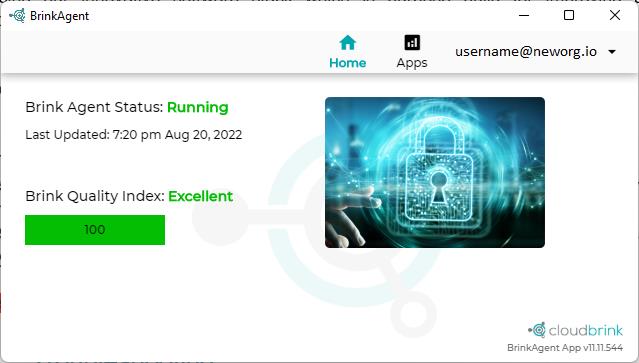 BrinkAgent
Home
Apps
username@neworg.io
Brink Agent Status: Running
Last Updated: 7:20 pm Aug 20, 2022
Brink Quality Index: Excellent
100
cloudbrink
BrinkAgent App v11.11.544